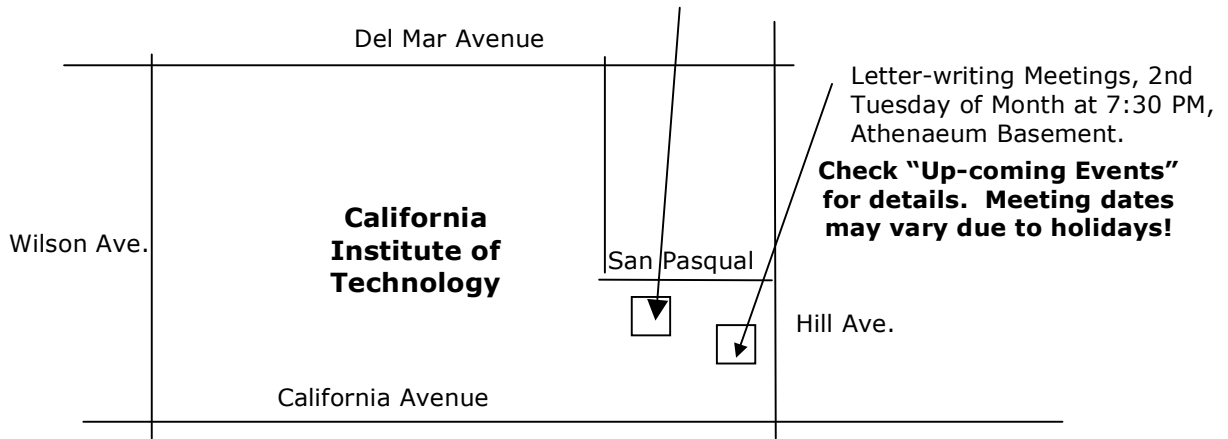 Del Mar Avenue
Letter-writing Meetings, 2nd
Tuesday of Month at 7:30 PM,
Athenaeum Basement.
Check “Up-coming Events”
for details.  Meeting dates
may vary due to holidays!
California
Institute of
Technology
Wilson Ave.
San Pasqual
Hill Ave.
California Avenue